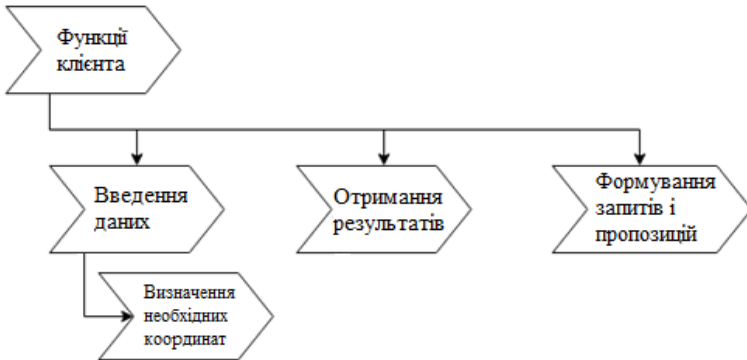 Функції
клієнта
Введення
даних
Отримання
результатів
Формування
запитів і
пропозицій
Визначення
необхідних
координат